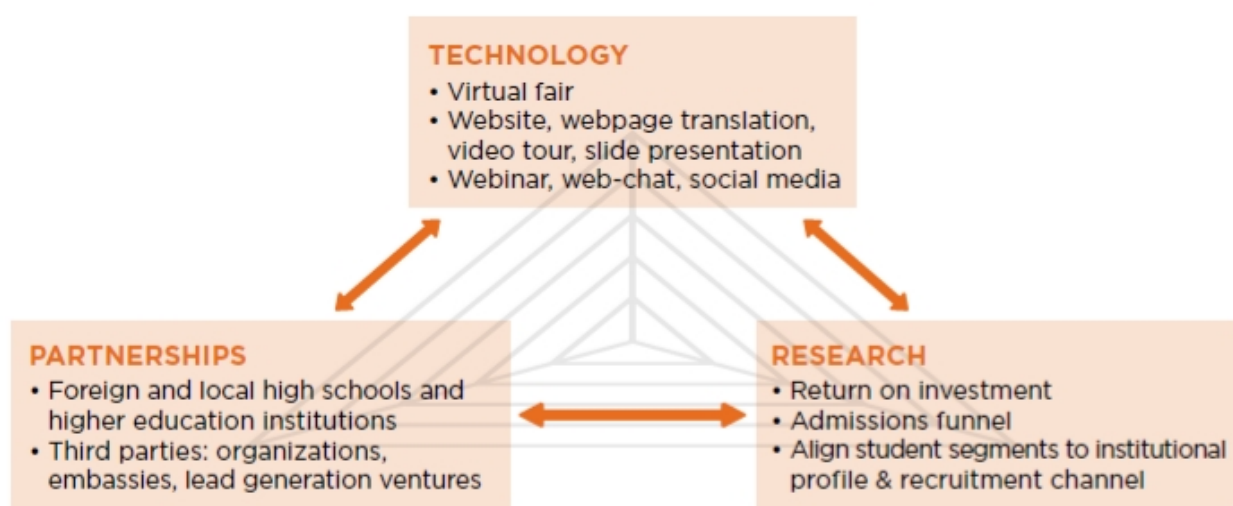 TECHNOLOGY
• Virtual fair
• Website, webpage translation,
video tour, slide presentation
• Webinar, web-chat, social media
PARTNERSHIPS
• Foreign and local high schools and
higher education institutions
• Third parties: organizations,
embassies, lead generation ventures
RESEARCH
• Return on investment
• Admissions funnel
• Align student segments to institutional
profile & recruitment channel